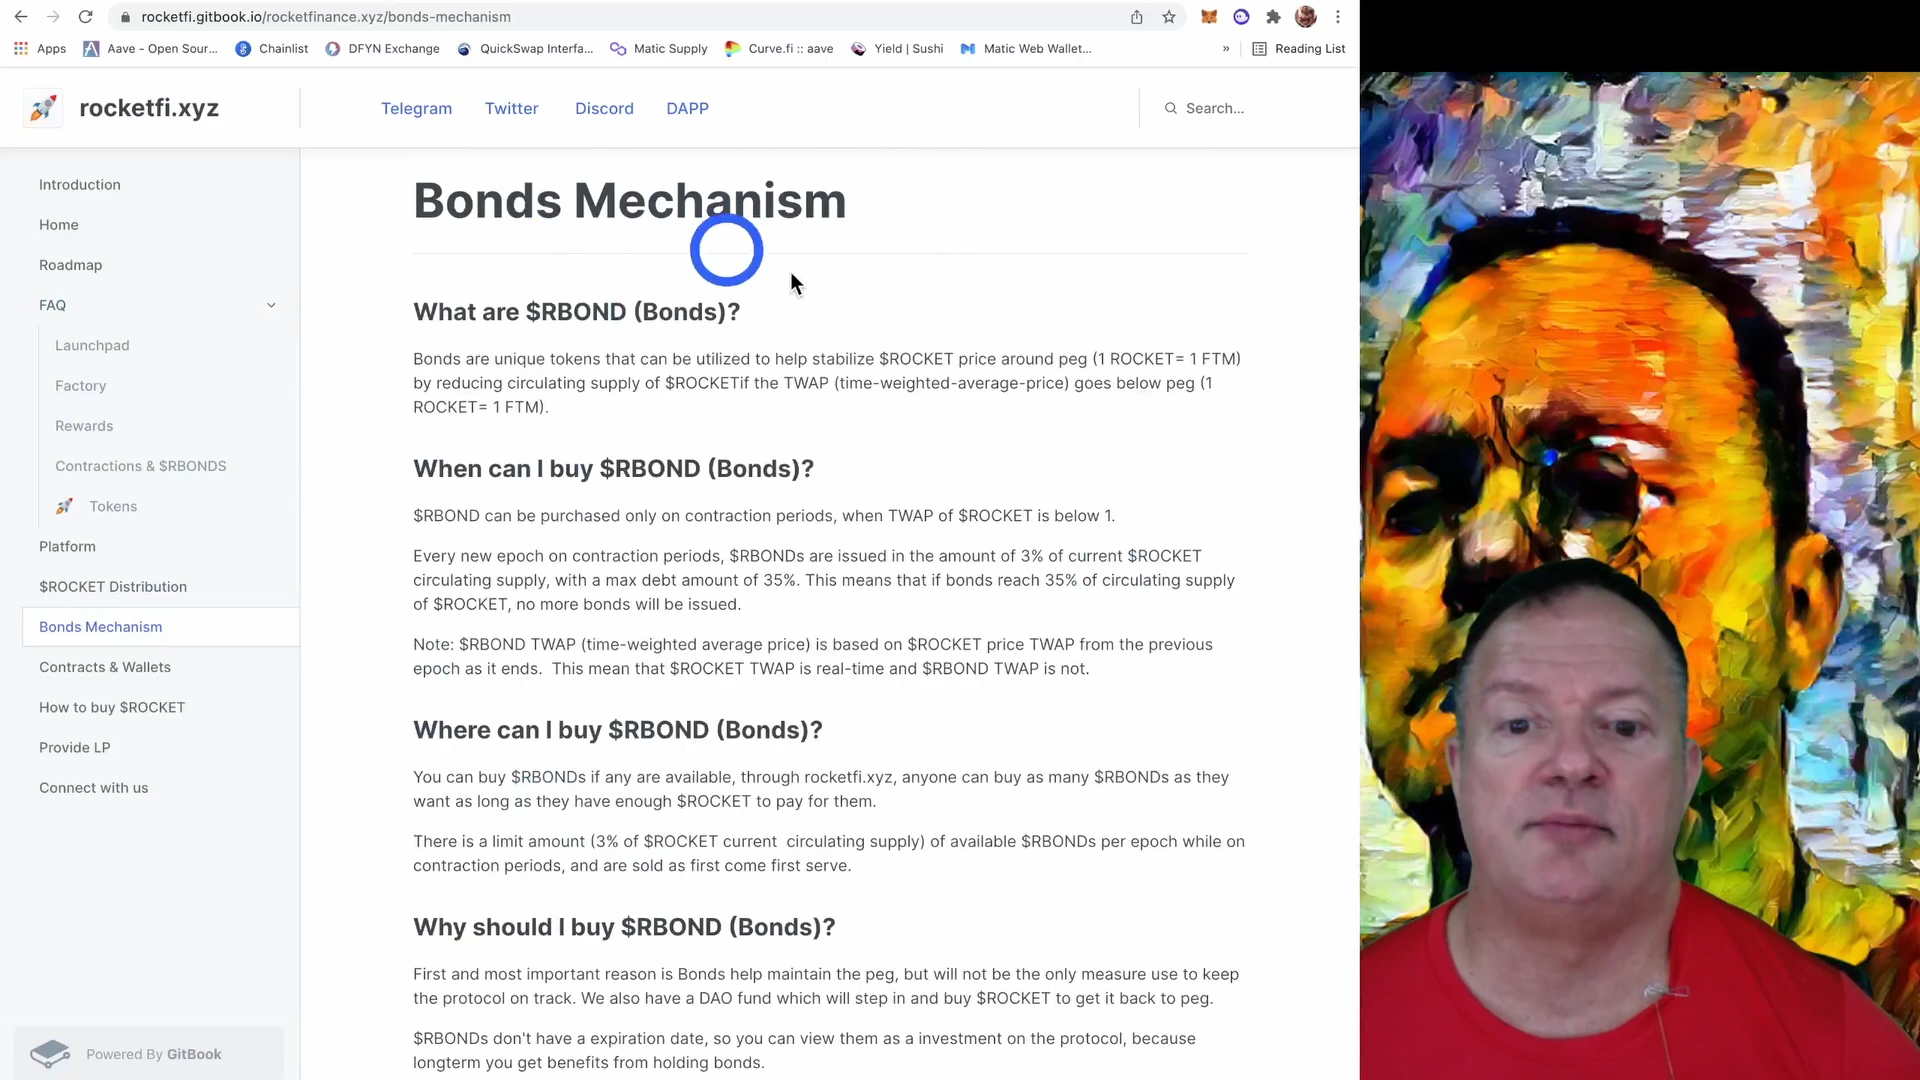 rocketfi.gitbook.io/rocketfinance.xyz/bonds-mechanism
Apps
Aave - Open Sour...
Chainlist
DFYN Exchange
QuickSwap Interfa...
Matic Supply
Curve.fi :: aave
Yield | Sushi
Matic Web Wallet...
»
Reading List
rocketfi.xyz
Telegram
Twitter
Discord
DAPP
Search...
Introduction
Home
Roadmap
FAQ
Launchpad
Factory
Rewards
Contractions & $RBONDS
Tokens
Platform
$ROCKET Distribution
Bonds Mechanism
Contracts & Wallets
How to buy $ROCKET
Provide LP
Connect with us
Powered By GitBook
Bonds Mechanism
What are $RBOND (Bonds)?
Bonds are unique tokens that can be utilized to help stabilize $ROCKET price around peg (1 ROCKET= 1 FTM)
by reducing circulating supply of $ROCKETif the TWAP (time-weighted-average-price) goes below peg (1
ROCKET= 1 FTM).
When can I buy $RBOND (Bonds)?
$RBOND can be purchased only on contraction periods, when TWAP of $ROCKET is below 1.
Every new epoch on contraction periods, $RBONDs are issued in the amount of 3% of current $ROCKET
circulating supply, with a max debt amount of 35%. This means that if bonds reach 35% of circulating supply
of $ROCKET, no more bonds will be issued.
Note: $RBOND TWAP (time-weighted average price) is based on $ROCKET price TWAP from the previous
epoch as it ends.  This mean that $ROCKET TWAP is real-time and $RBOND TWAP is not.
Where can I buy $RBOND (Bonds)?
You can buy $RBONDs if any are available, through rocketfi.xyz, anyone can buy as many $RBONDs as they
want as long as they have enough $ROCKET to pay for them.
There is a limit amount (3% of $ROCKET current  circulating supply) of available $RBONDs per epoch while on
contraction periods, and are sold as first come first serve.
Why should I buy $RBOND (Bonds)?
First and most important reason is Bonds help maintain the peg, but will not be the only measure use to keep
the protocol on track. We also have a DAO fund which will step in and buy $ROCKET to get it back to peg.
$RBONDs don't have a expiration date, so you can view them as a investment on the protocol, because
longterm you get benefits from holding bonds.